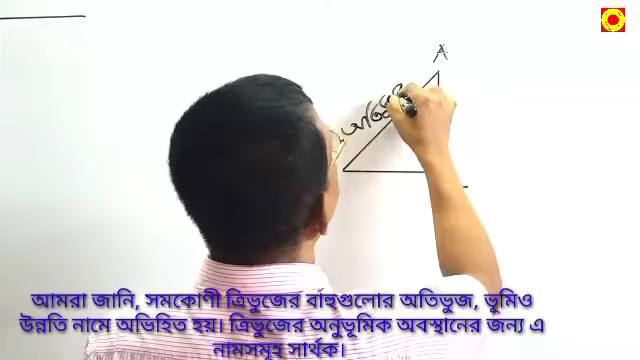 A
আমরা জানি, সমকোণী ত্রিভুজের বাহুগুলোর অতিভুজ, ভুমিও
উন্নতি নামে অভিহিত হয়। ত্রিভুজের অনুভূমিক অবস্থানের জন্য এ
নামসমূহ সার্থক।